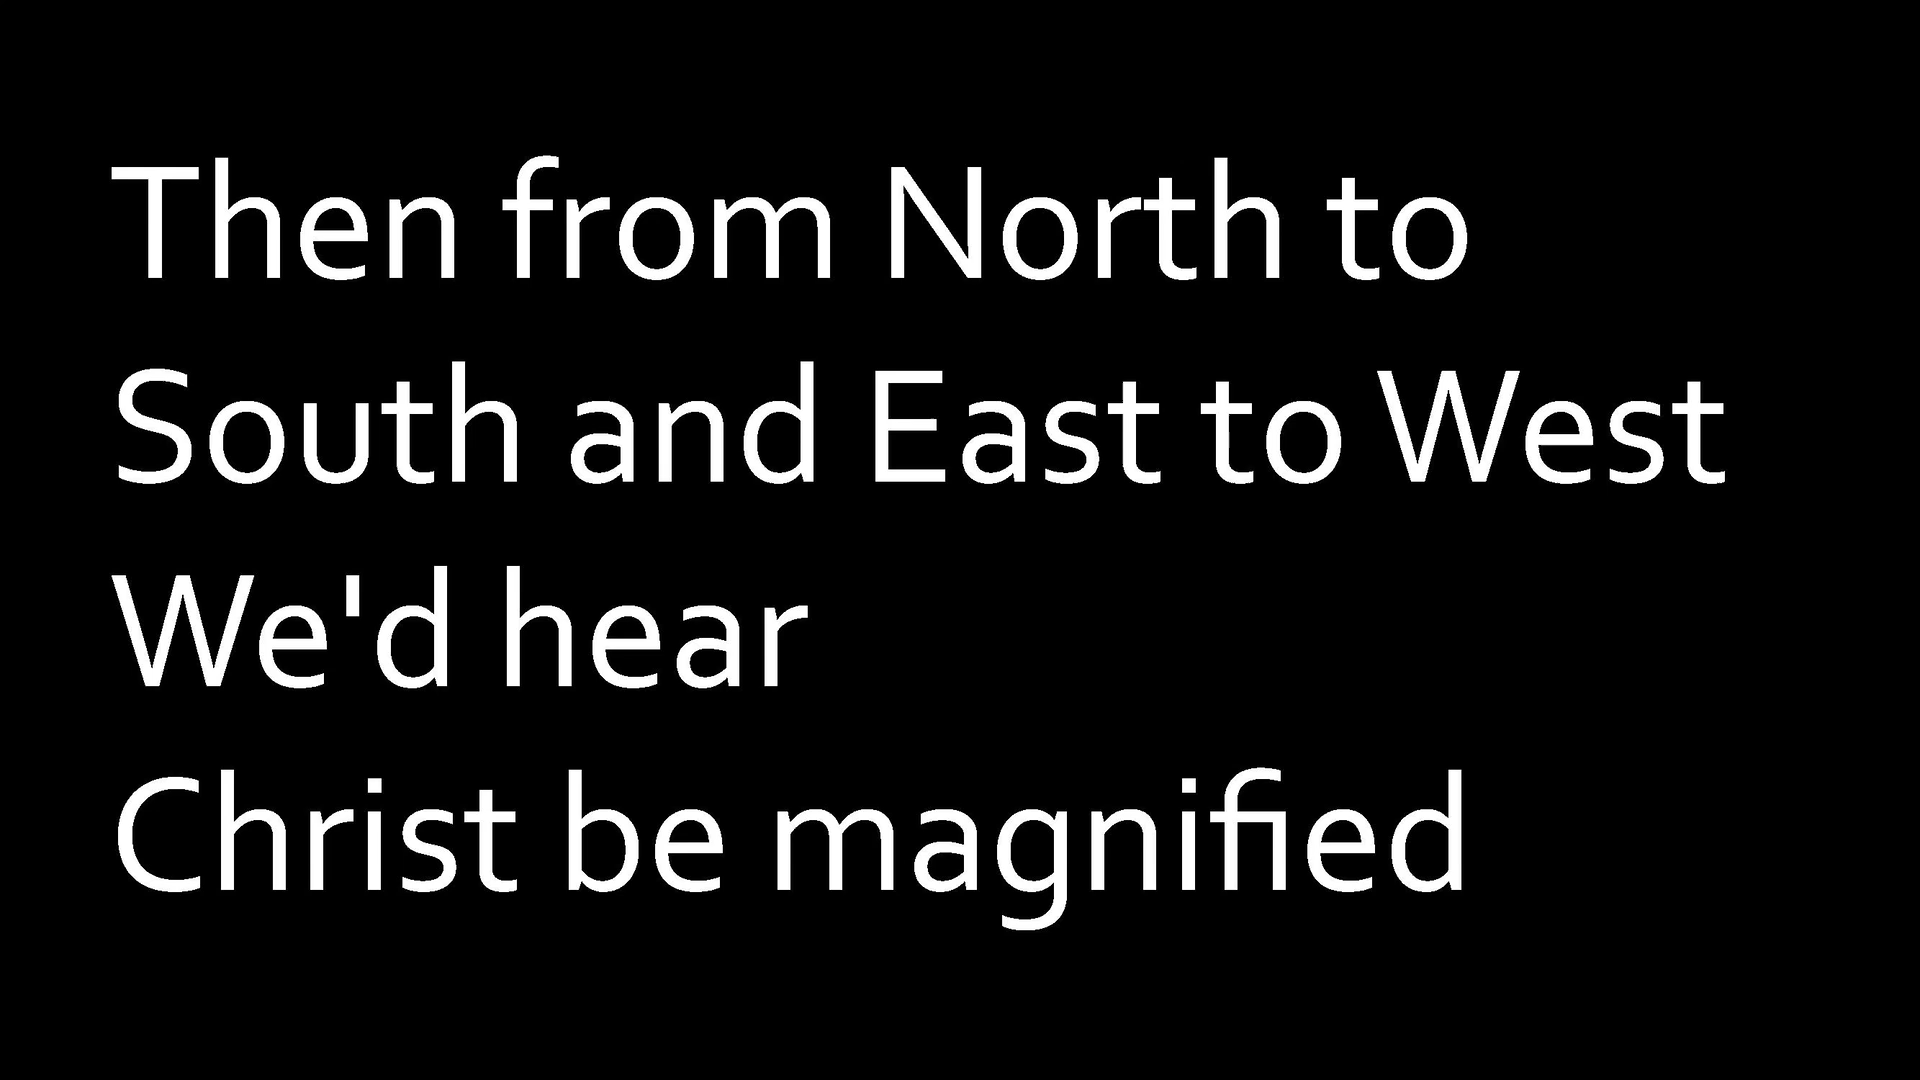 Then from North to
South and East to West
We'd hear
Christ be magnified